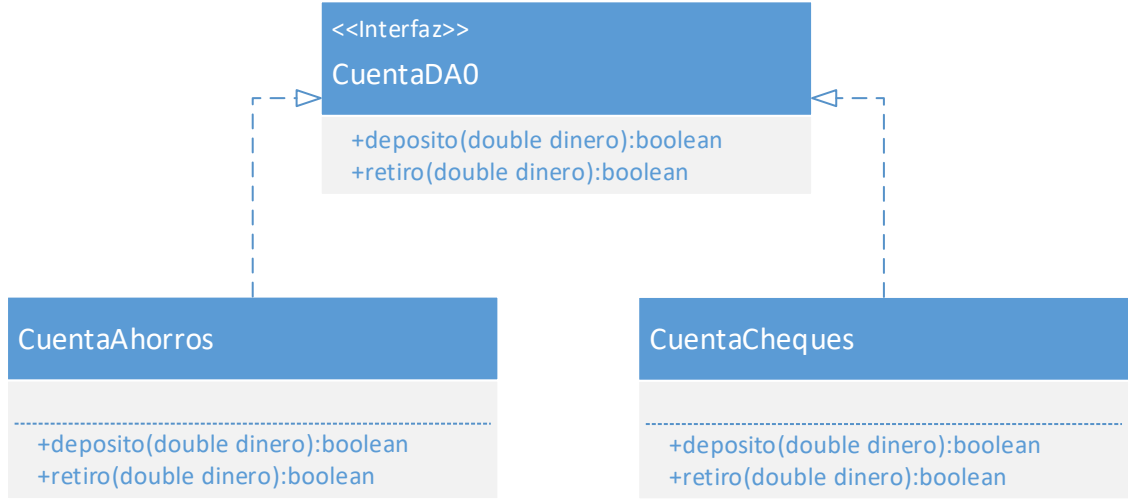 <<Interfaz>>
CuentaDA0
+deposito(double dinero):boolean
+retiro(double dinero):boolean
CuentaAhorros
+deposito(double dinero):boolean
+retiro(double dinero):boolean
CuentaCheques
+deposito(double dinero):boolean
+retiro(double dinero):boolean